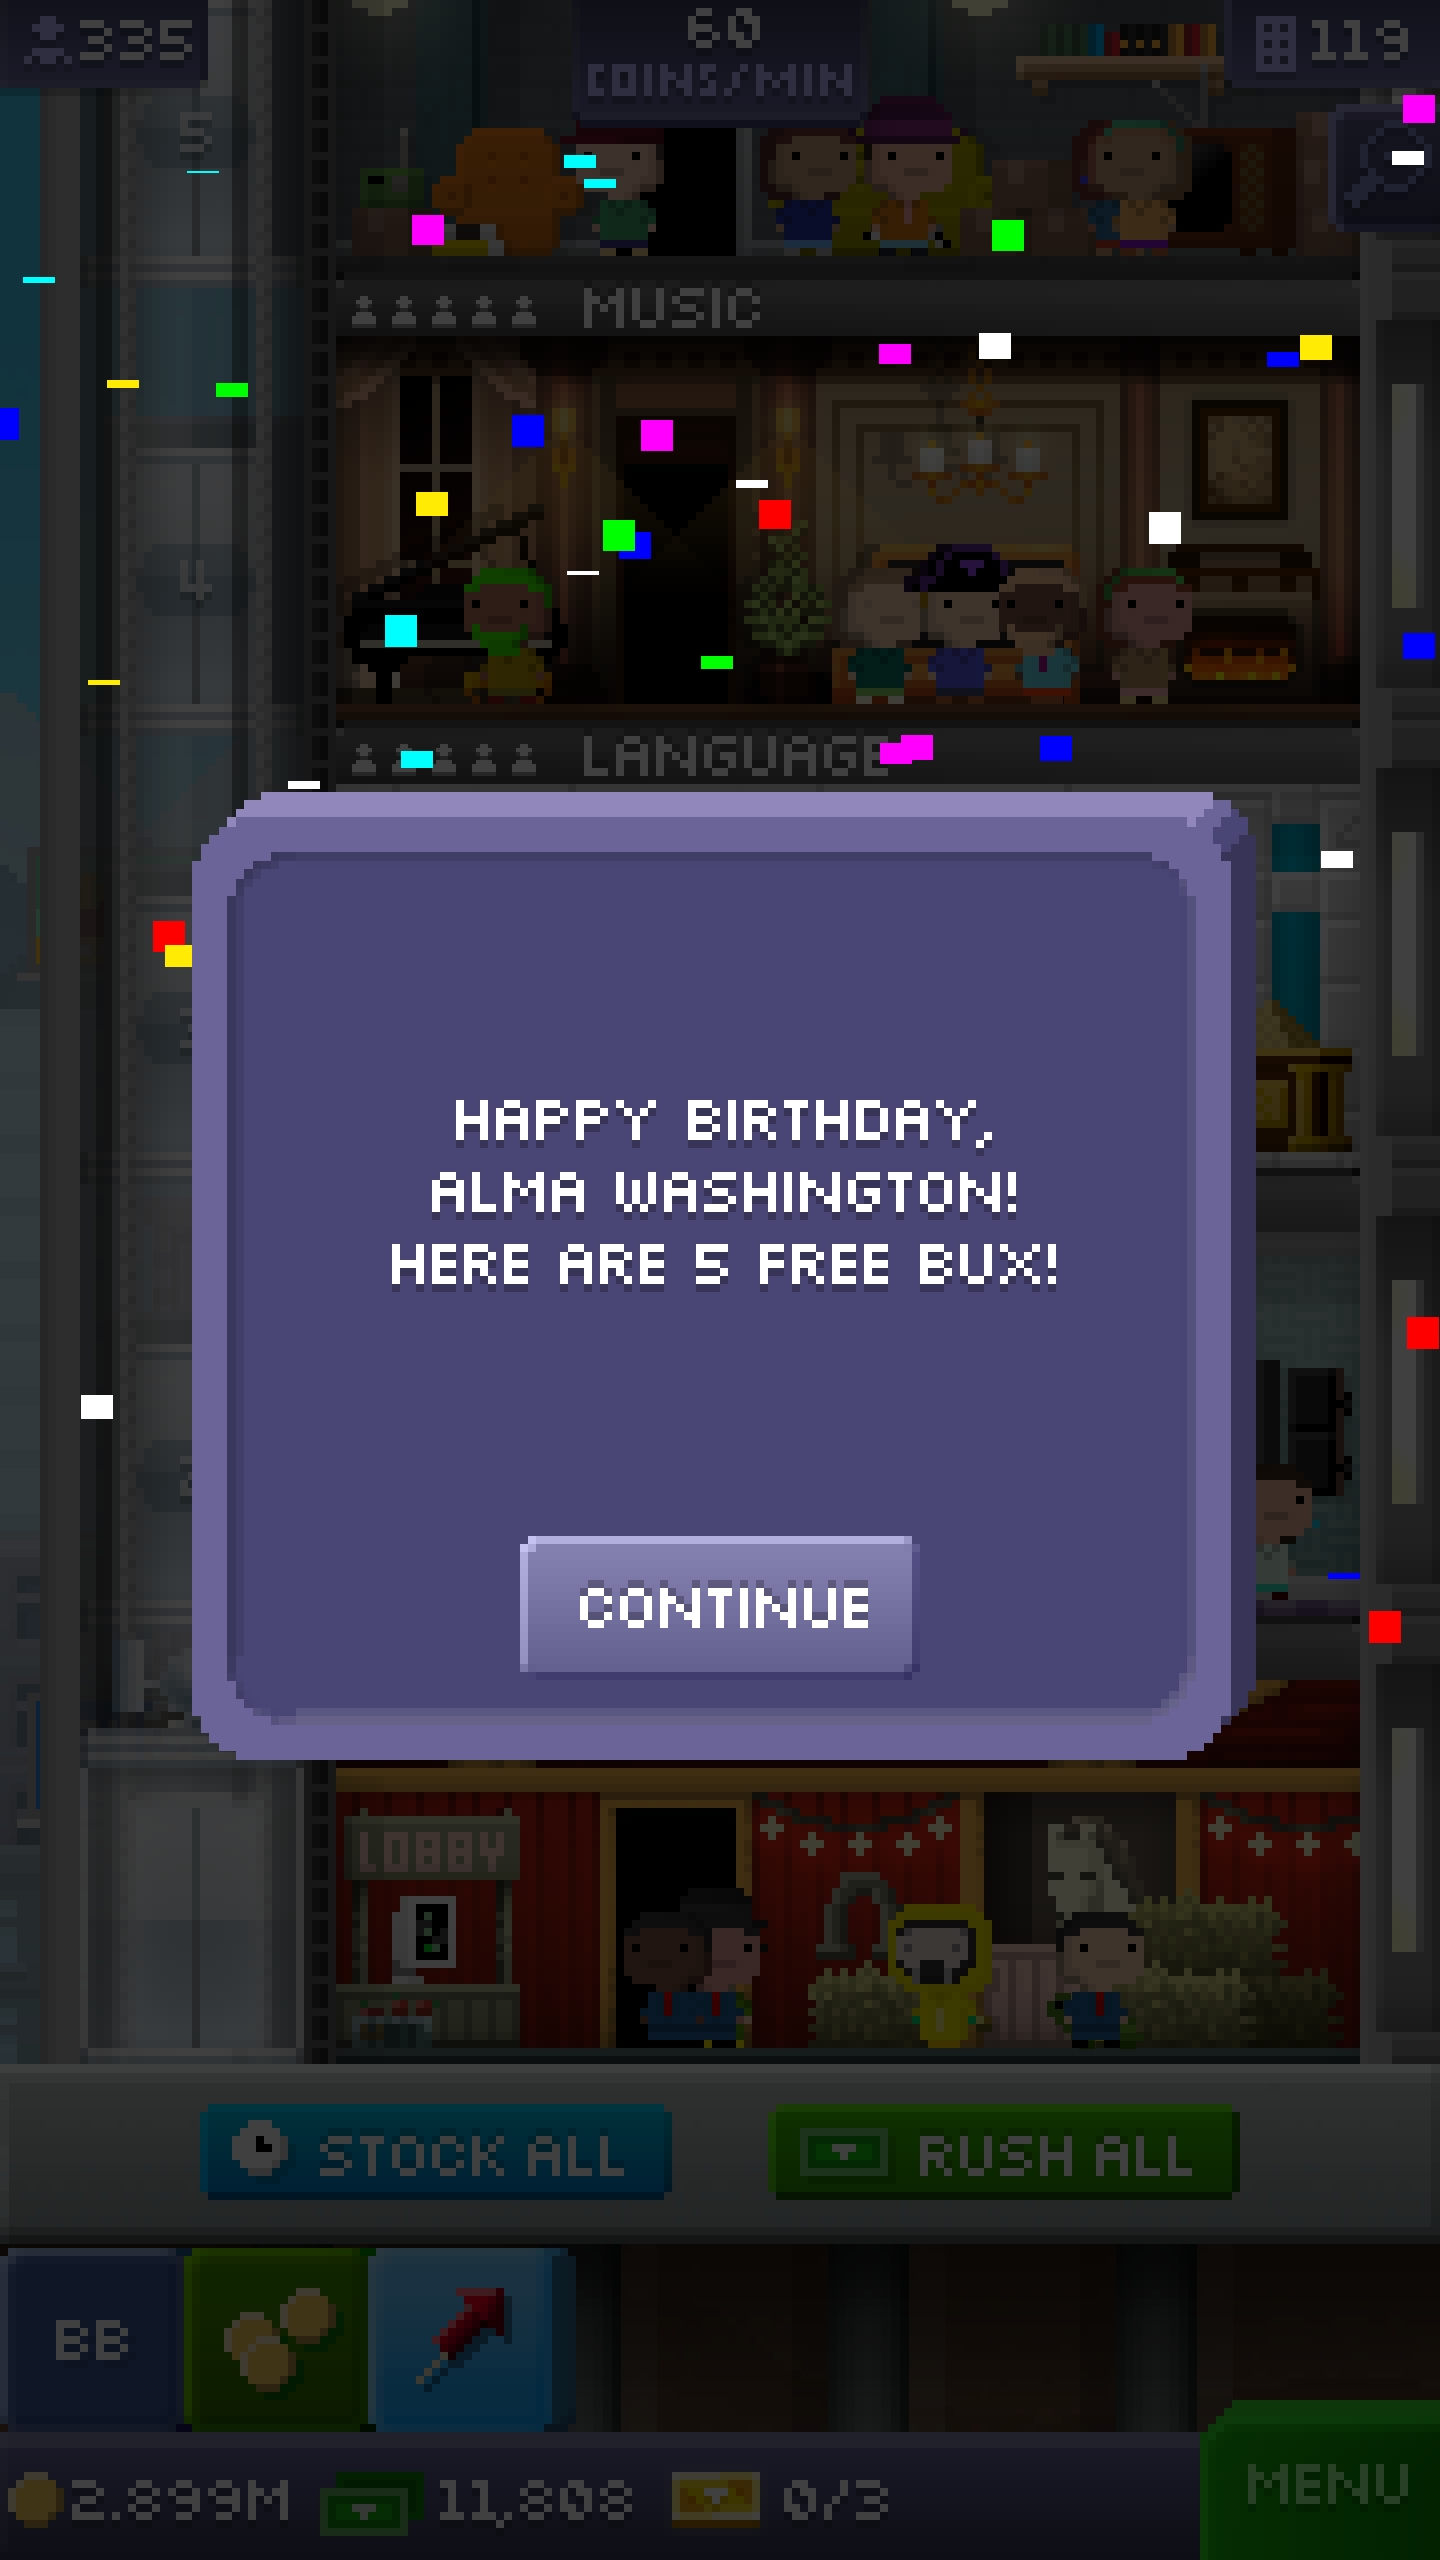 335
60
COINS/MIN
119
5
MUSIC
4
LANGUAGE
HAPPY BIRTHDAY,
ALMA WASHINGTON!
HERE ARE 5 FREE BUX!
CONTINUE
LOBBY
STOCK ALL
RUSH ALL
BB
2.899M
11,808
0/3
MENU